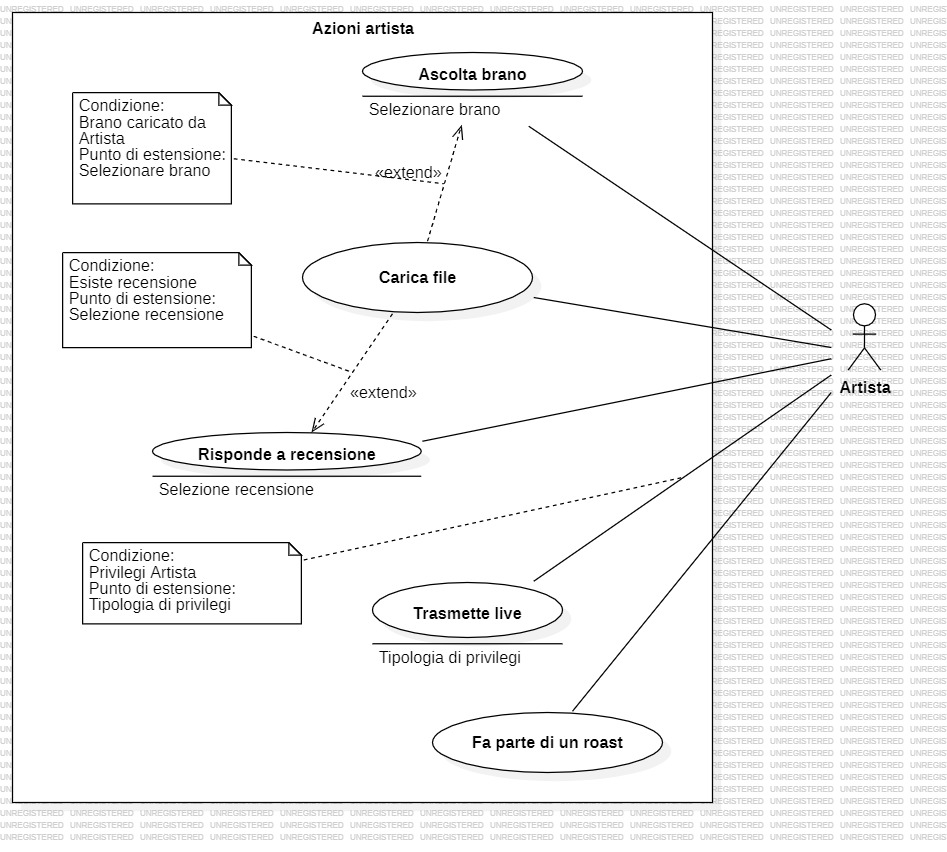 Azioni artista
Ascolta brano
Selezionare brano
Condizione:
Brano caricato da
Artista
Punto di estensione:
Selezionare brano
«extend»
Carica file
Condizione:
Esiste recensione
Punto di estensione:
Selezione recensione
«extend»
Artista
Risponde a recensione
Selezione recensione
Condizione:
Privilegi Artista
Punto di estensione:
Tipologia di privilegi
Trasmette live
Tipologia di privilegi
Fa parte di un roast
UNREGISTERED